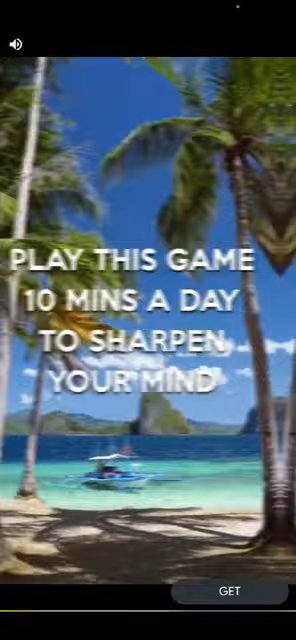 PLAY THIS GAME
10 MINS A DAY
TO SHARPEN
YOUR MIND
GET